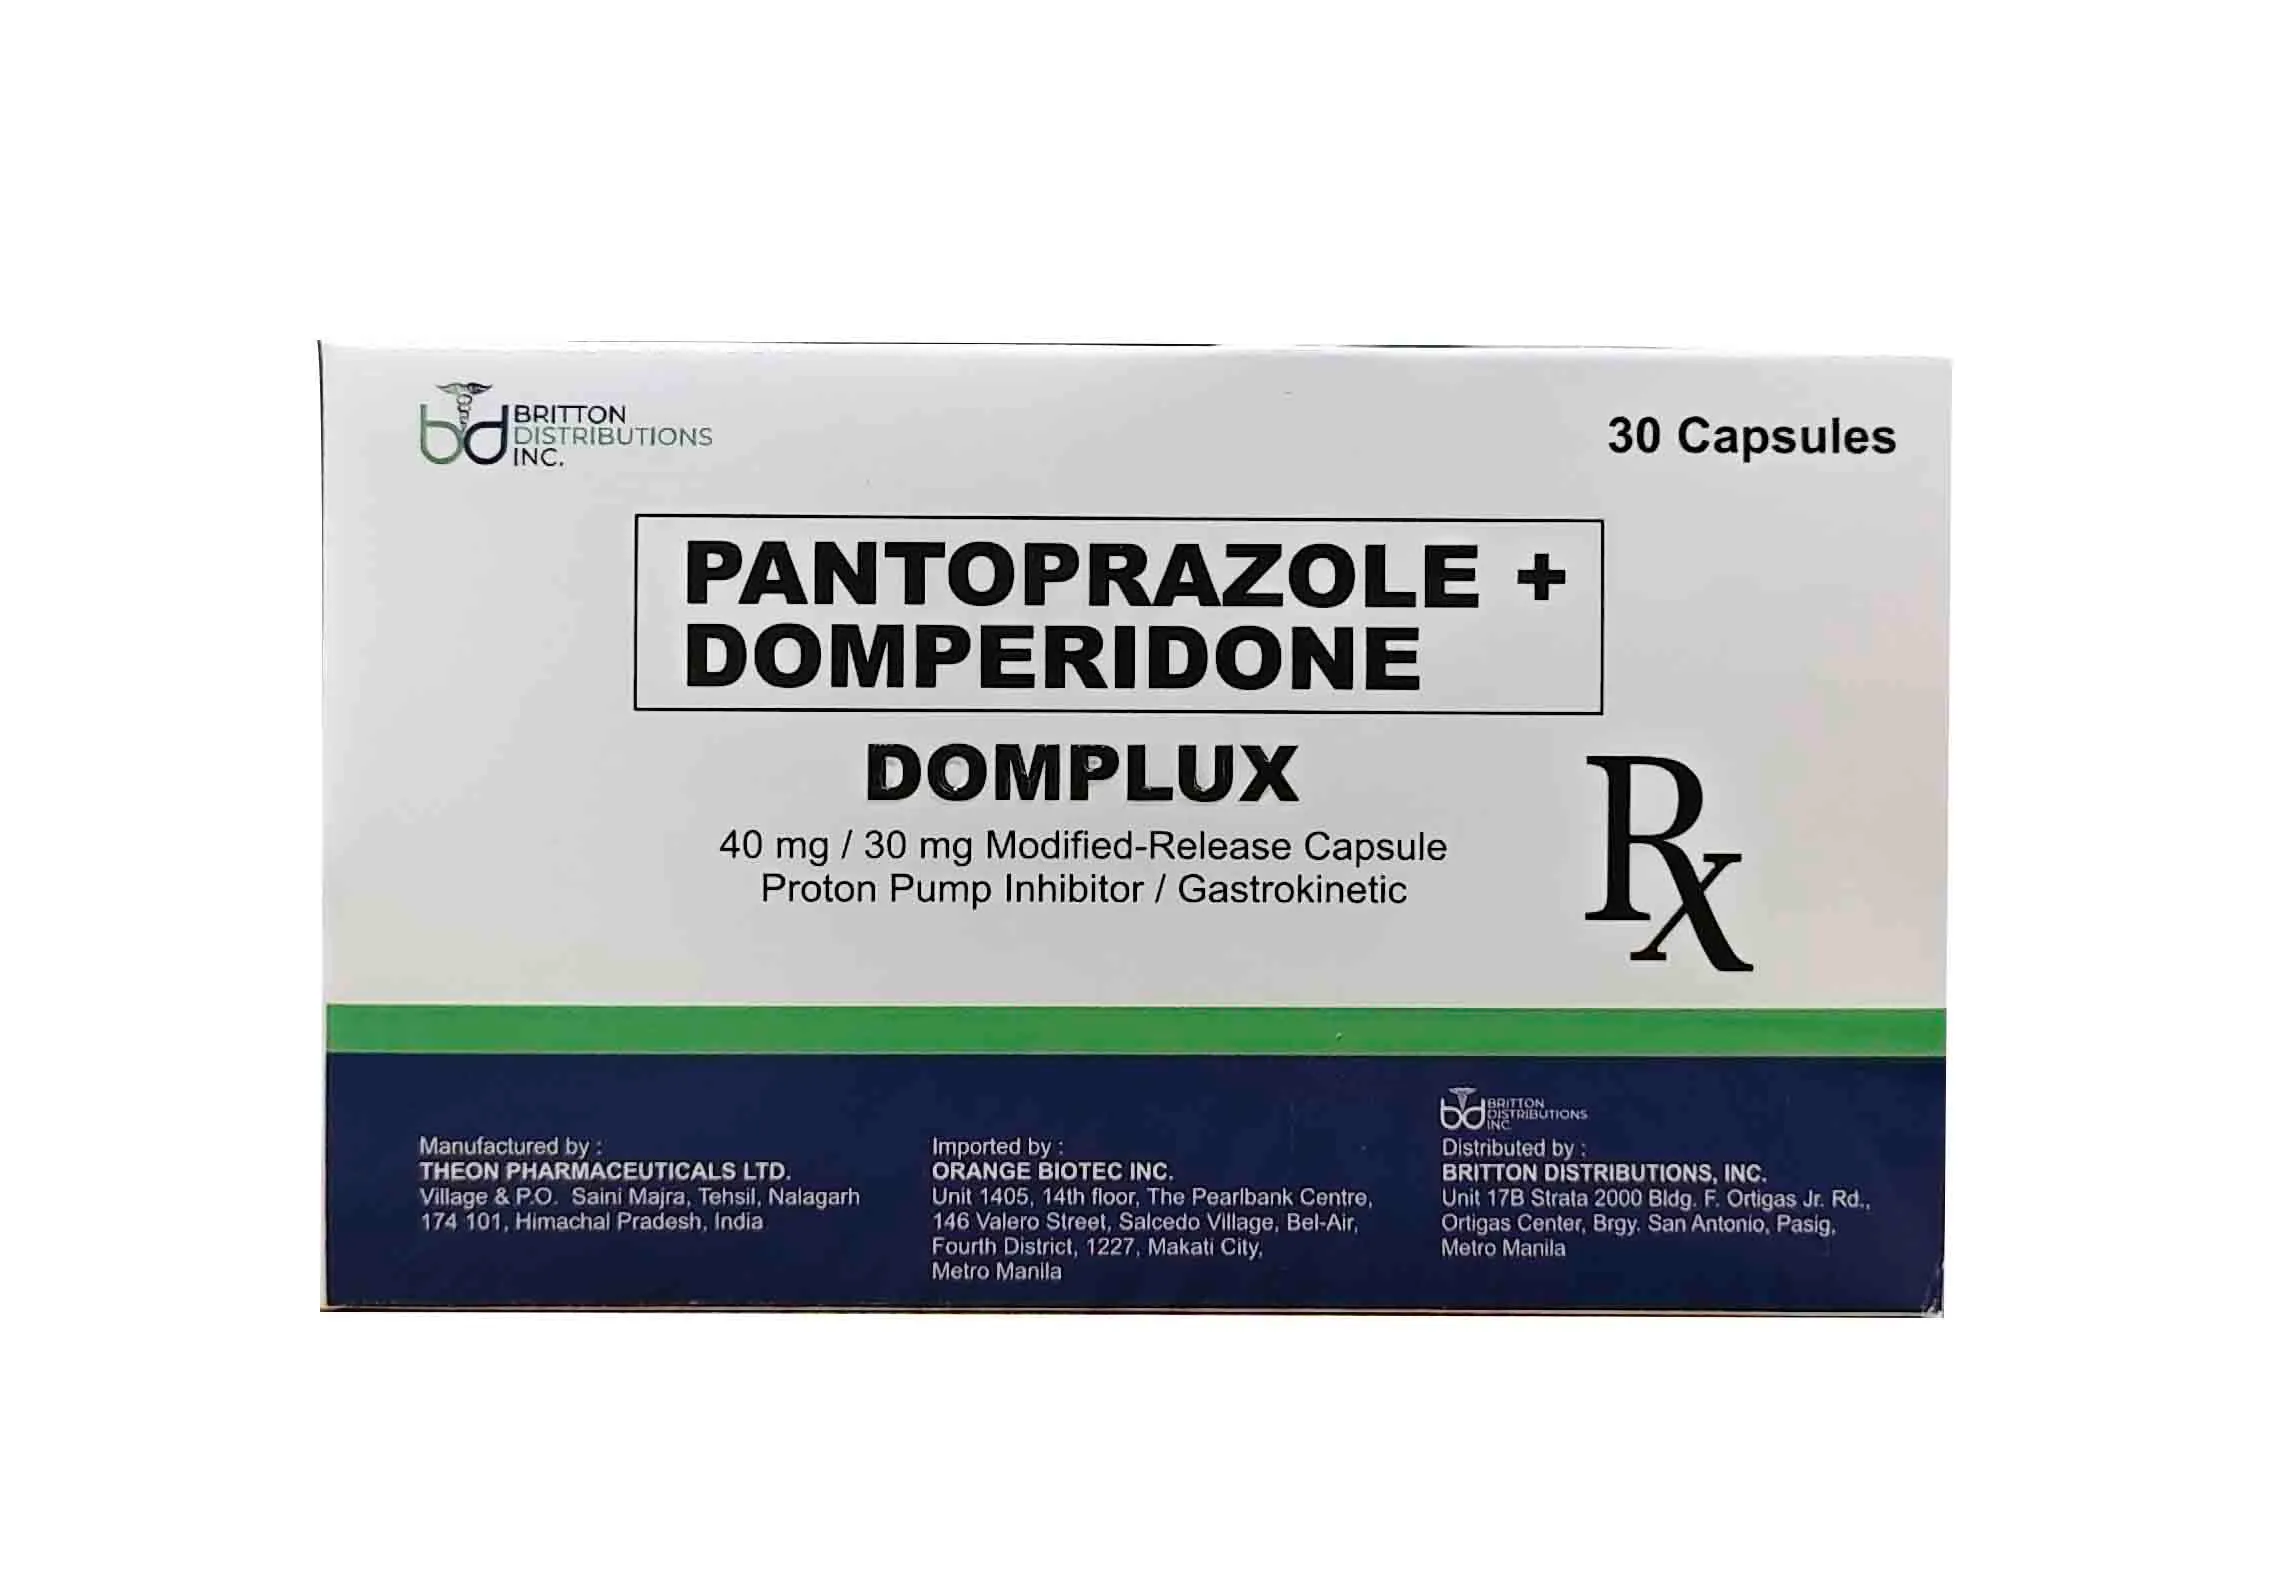 BRITTON
DISTRIBUTIONS
INC.
30 Capsules
PANTOPRAZOLE +
DOMPERIDONE
DOMPLUX
40 mg / 30 mg Modified-Release Capsule
Proton Pump Inhibitor / Gastrokinetic
Rx
Manufactured by :
THEON PHARMACEUTICALS LTD.
Village & P.O. Saini Majra, Tehsil, Nalagarh
174 101, Himachal Pradesh, India
Imported by :
ORANGE BIOTEC INC.
Unit 1405, 14th floor, The Pearlbank Centre,
146 Valero Street, Salcedo Village, Bel-Air,
Fourth District, 1227, Makati City,
Metro Manila
BRITTON
DISTRIBUTIONS
INC.
Distributed by :
BRITTON DISTRIBUTIONS, INC.
Unit 17B Strata 2000 Bldg. F. Ortigas Jr. Rd.,
Ortigas Center, Brgy. San Antonio, Pasig,
Metro Manila